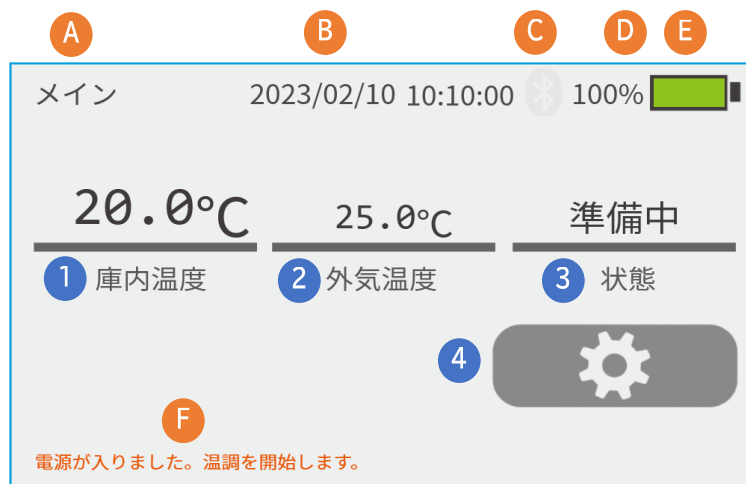 A B C D E
メイン 2023/02/10 10:10:00 100%
20.0℃ 25.0℃ 準備中
1 庫内温度 2 外気温度 3 状態
4
F
電源が入りました。温調を開始します。